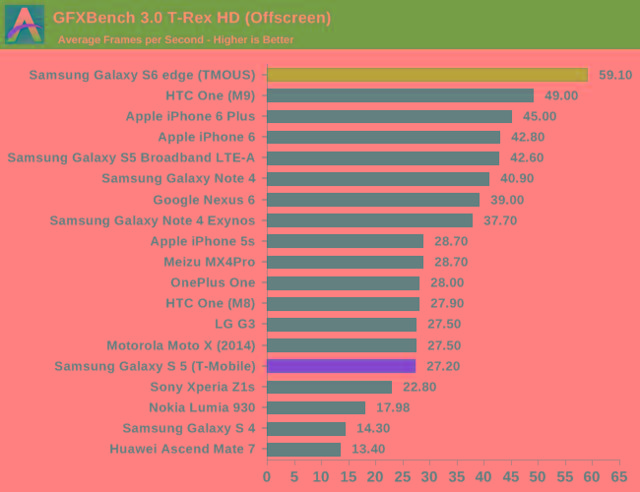 GFXBench 3.0 T-Rex HD (Offscreen)
Average Frames per Second - Higher is Better
Samsung Galaxy S6 edge (TMOUS) 59.10
HTC One (M9) 49.00
Apple iPhone 6 Plus 45.00
Apple iPhone 6 42.80
Samsung Galaxy S5 Broadband LTE-A 42.60
Samsung Galaxy Note 4 40.90
Google Nexus 6 39.00
Samsung Galaxy Note 4 Exynos 37.70
Apple iPhone 5s 28.70
Meizu MX4Pro 28.70
OnePlus One 28.00
HTC One (M8) 27.90
LG G3 27.50
Motorola Moto X (2014) 27.50
Samsung Galaxy S 5 (T-Mobile) 27.20
Sony Xperia Z1s 22.80
Nokia Lumia 930 17.98
Samsung Galaxy S 4 14.30
Huawei Ascend Mate 7 13.40
0 5 10 15 20 25 30 35 40 45 50 55 60 65